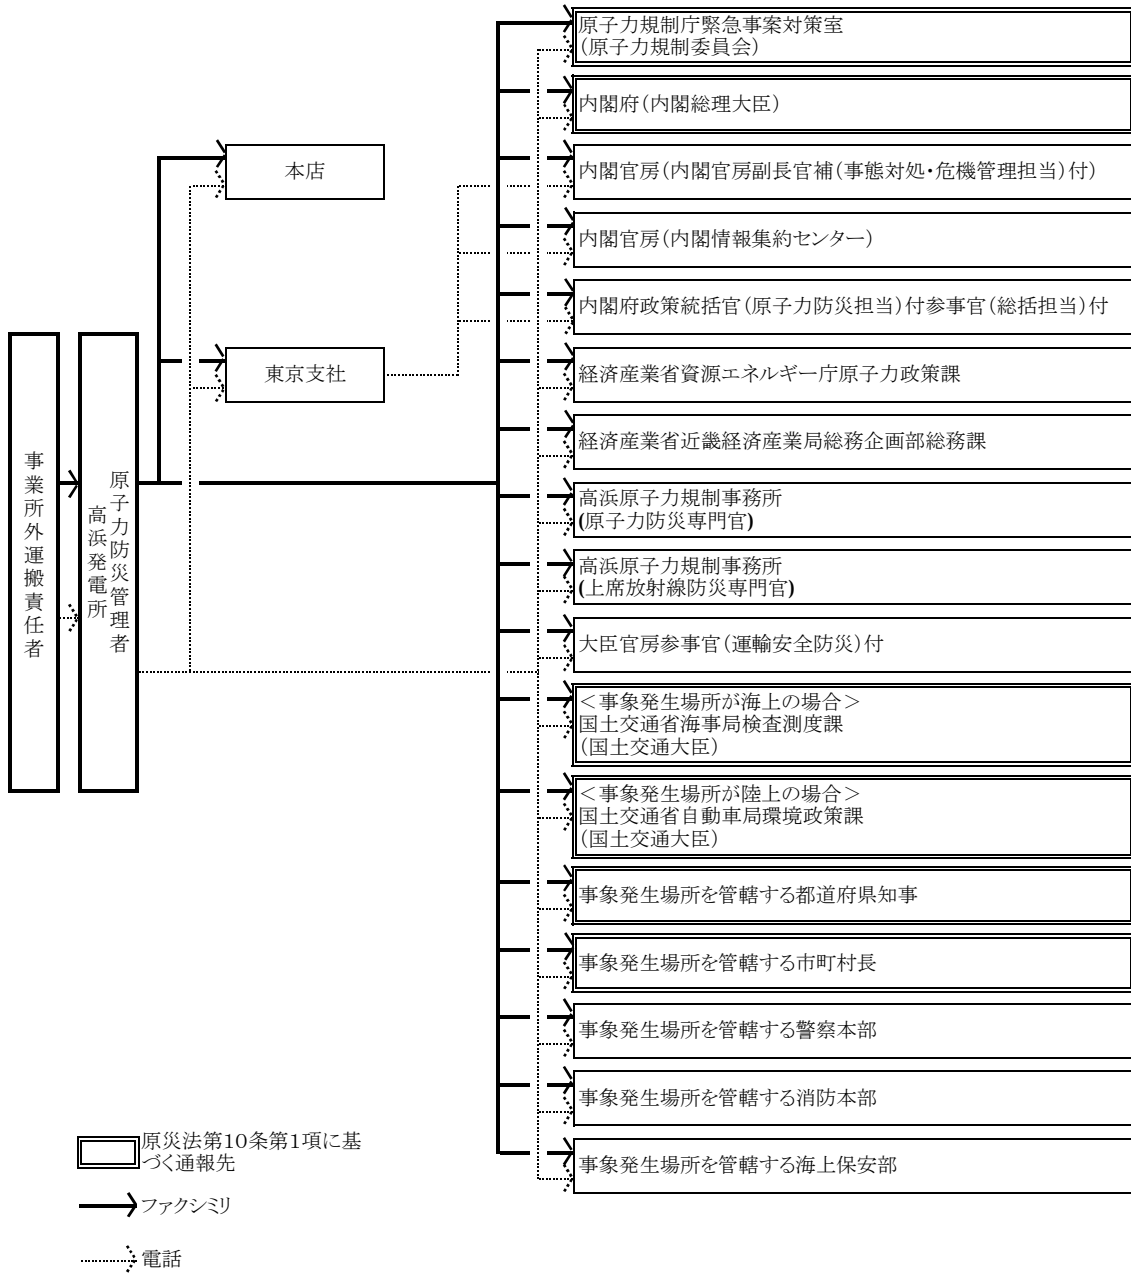 原子力規制庁緊急事案対策室
（原子力規制委員会）
内閣府（内閣総理大臣）
本店
内閣官房（内閣官房副長官補（事態対処・危機管理担当）付）
内閣官房（内閣情報集約センター）
内閣府政策統括官（原子力防災担当）付参事官（総括担当）付
東京支社
経済産業省資源エネルギー庁原子力政策課
経済産業省近畿経済産業局総務企画部総務課
事業所外運搬責任者
原子力防災管理者
高浜発電所
高浜原子力規制事務所
(原子力防災専門官)
高浜原子力規制事務所
(上席放射線防災専門官)
大臣官房参事官（運輸安全防災）付
＜事象発生場所が海上の場合＞
国土交通省海事局検査測度課
（国土交通大臣）
＜事象発生場所が陸上の場合＞
国土交通省自動車局環境政策課
（国土交通大臣）
事象発生場所を管轄する都道府県知事
事象発生場所を管轄する市町村長
事象発生場所を管轄する警察本部
事象発生場所を管轄する消防本部
事象発生場所を管轄する海上保安部
原災法第10条第1項に基
づく通報先
ファクシミリ
電話